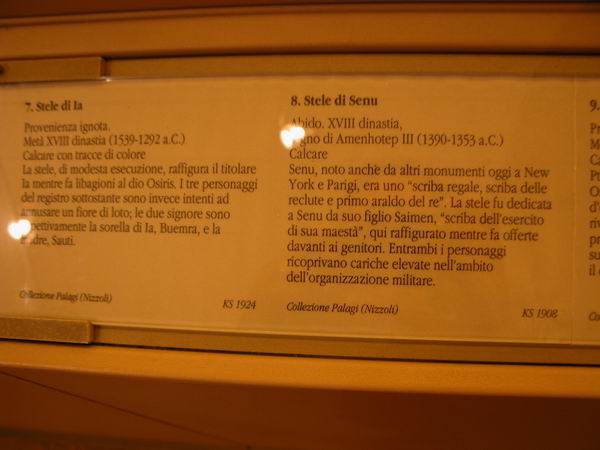 7. Stele di Ia
Provenienza ignota.
Metà XVIII dinastia (1539-1292 a.C.)
Calcare con tracce di colore
La stele, di modesta esecuzione, raffigura il titolare
Ia mentre fa libagioni al dio Osiris. I tre personaggi
del registro sottostante sono invece intenti ad
annusare un fiore di loto; le due signore sono
rispettivamente la sorella di Ia, Buemra, e la
madre, Sauti.
Collezione Palagi (Nizzoli)
KS 1924
8. Stele di Senu
Abido. XVIII dinastia,
regno di Amenhotep III (1390-1353 a.C.)
Calcare
Senu, noto anche da altri monumenti oggi a New
York e Parigi, era uno “scriba regale, scriba delle
reclute e primo araldo del re”. La stele fu dedicata
a Senu da suo figlio Saimen, “scriba dell'esercito
di sua maestà”, qui raffigurato mentre fa offerte
davanti ai genitori. Entrambi i personaggi
ricoprivano cariche elevate nell'ambito
dell'organizzazione militare.
Collezione Palagi (Nizzoli)
KS 1908
9.